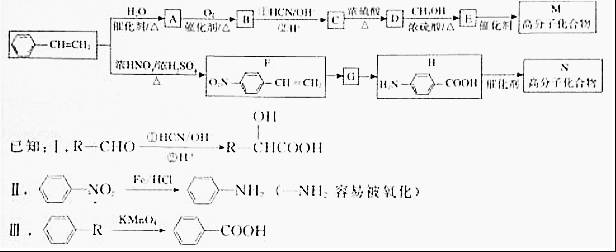 H₂O 催化剂/△ A O₂ 催化剂/△ B ①HCN/OH⁻ ②H⁺ C 浓硫酸 △ D CH₃OH 浓硫酸/△ E 催化剂 M 高分子化合物
—CH=CH₂
浓HNO₃/浓H₂SO₄ △ F O₂N— —CH=CH₂ G H H₂N— —COOH 催化剂 N 高分子化合物
OH
已知:Ⅰ.R—CHO ①HCN/OH⁻ ②H⁺ R—CHCOOH
Ⅱ. —NO₂ Fe/HCl —NH₂ (—NH₂ 容易被氧化)
Ⅲ. —R KMnO₄ —COOH